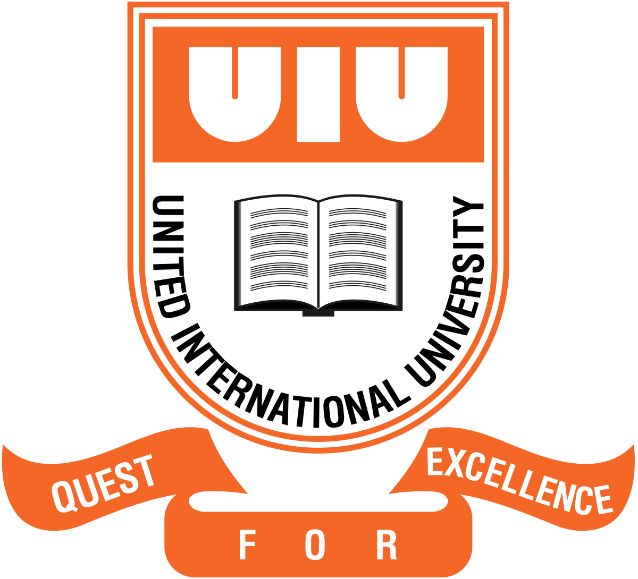 UIU
UNITED INTERNATIONAL UNIVERSITY
QUEST
FOR
EXCELLENCE